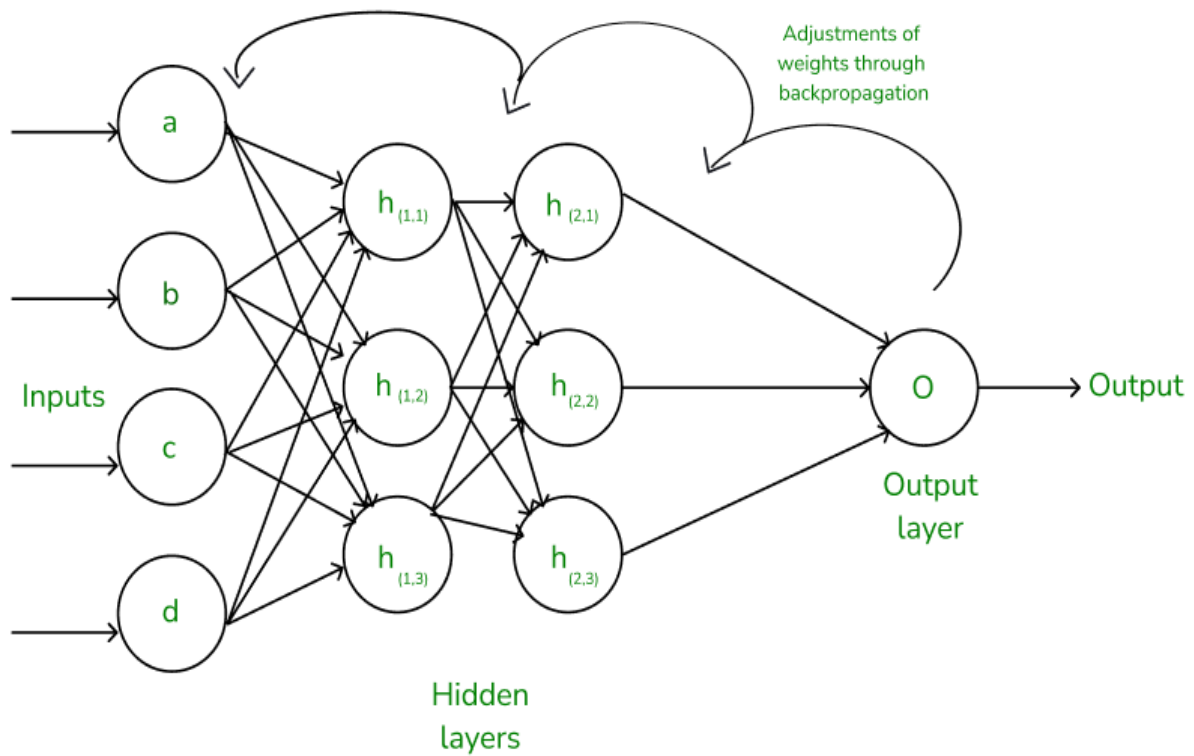 Adjustments of
weights through
backpropagation
a
b
c
d
Inputs
h (1,1)
h (1,2)
h (1,3)
h (2,1)
h (2,2)
h (2,3)
Hidden
layers
O
Output
layer
Output